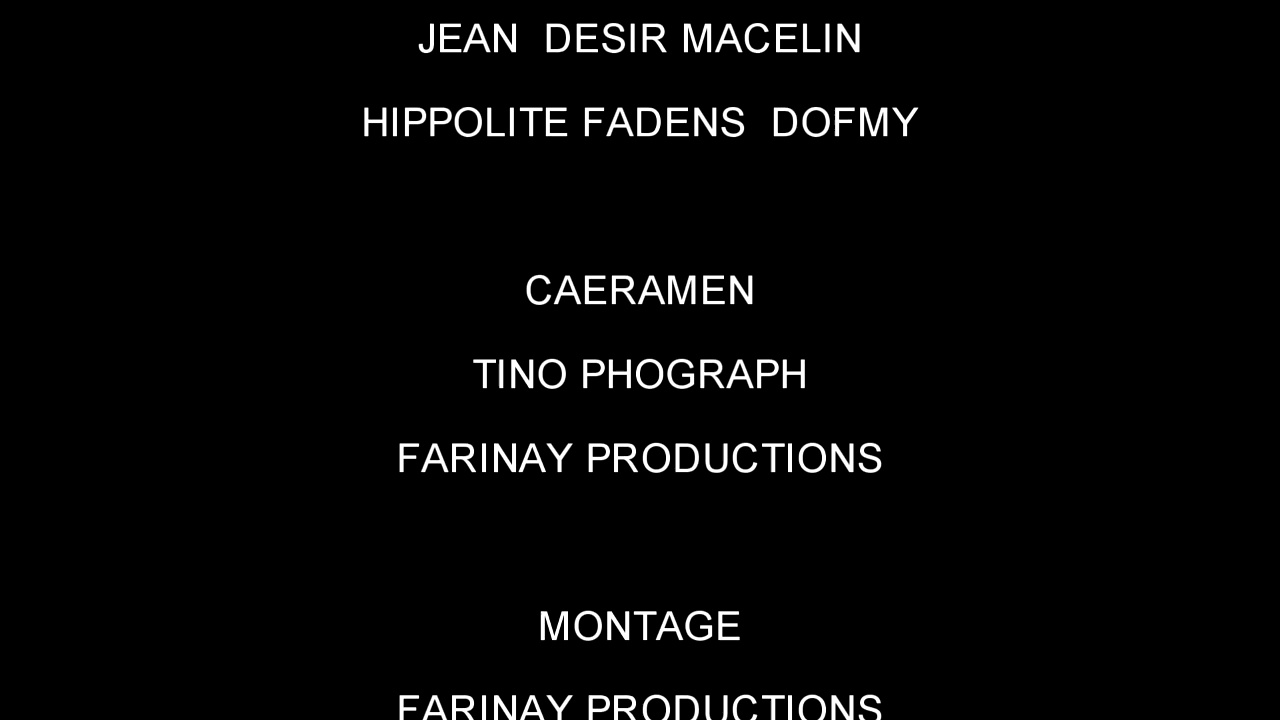 JEAN  DESIR MACELIN
HIPPOLITE FADENS  DOFMY
CAERAMEN
TINO PHOGRAPH
FARINAY PRODUCTIONS
MONTAGE
FARINAY PRODUCTIONS